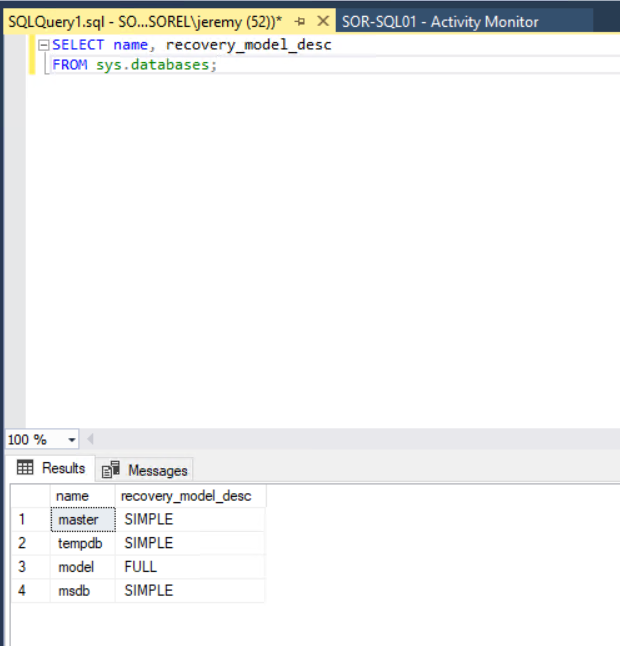 SQLQuery1.sql - SO...SOREL\jeremy (52))* SOR-SQL01 - Activity Monitor
SELECT name, recovery_model_desc
FROM sys.databases;
100 %
Results Messages
name recovery_model_desc
1 master SIMPLE
2 tempdb SIMPLE
3 model FULL
4 msdb SIMPLE